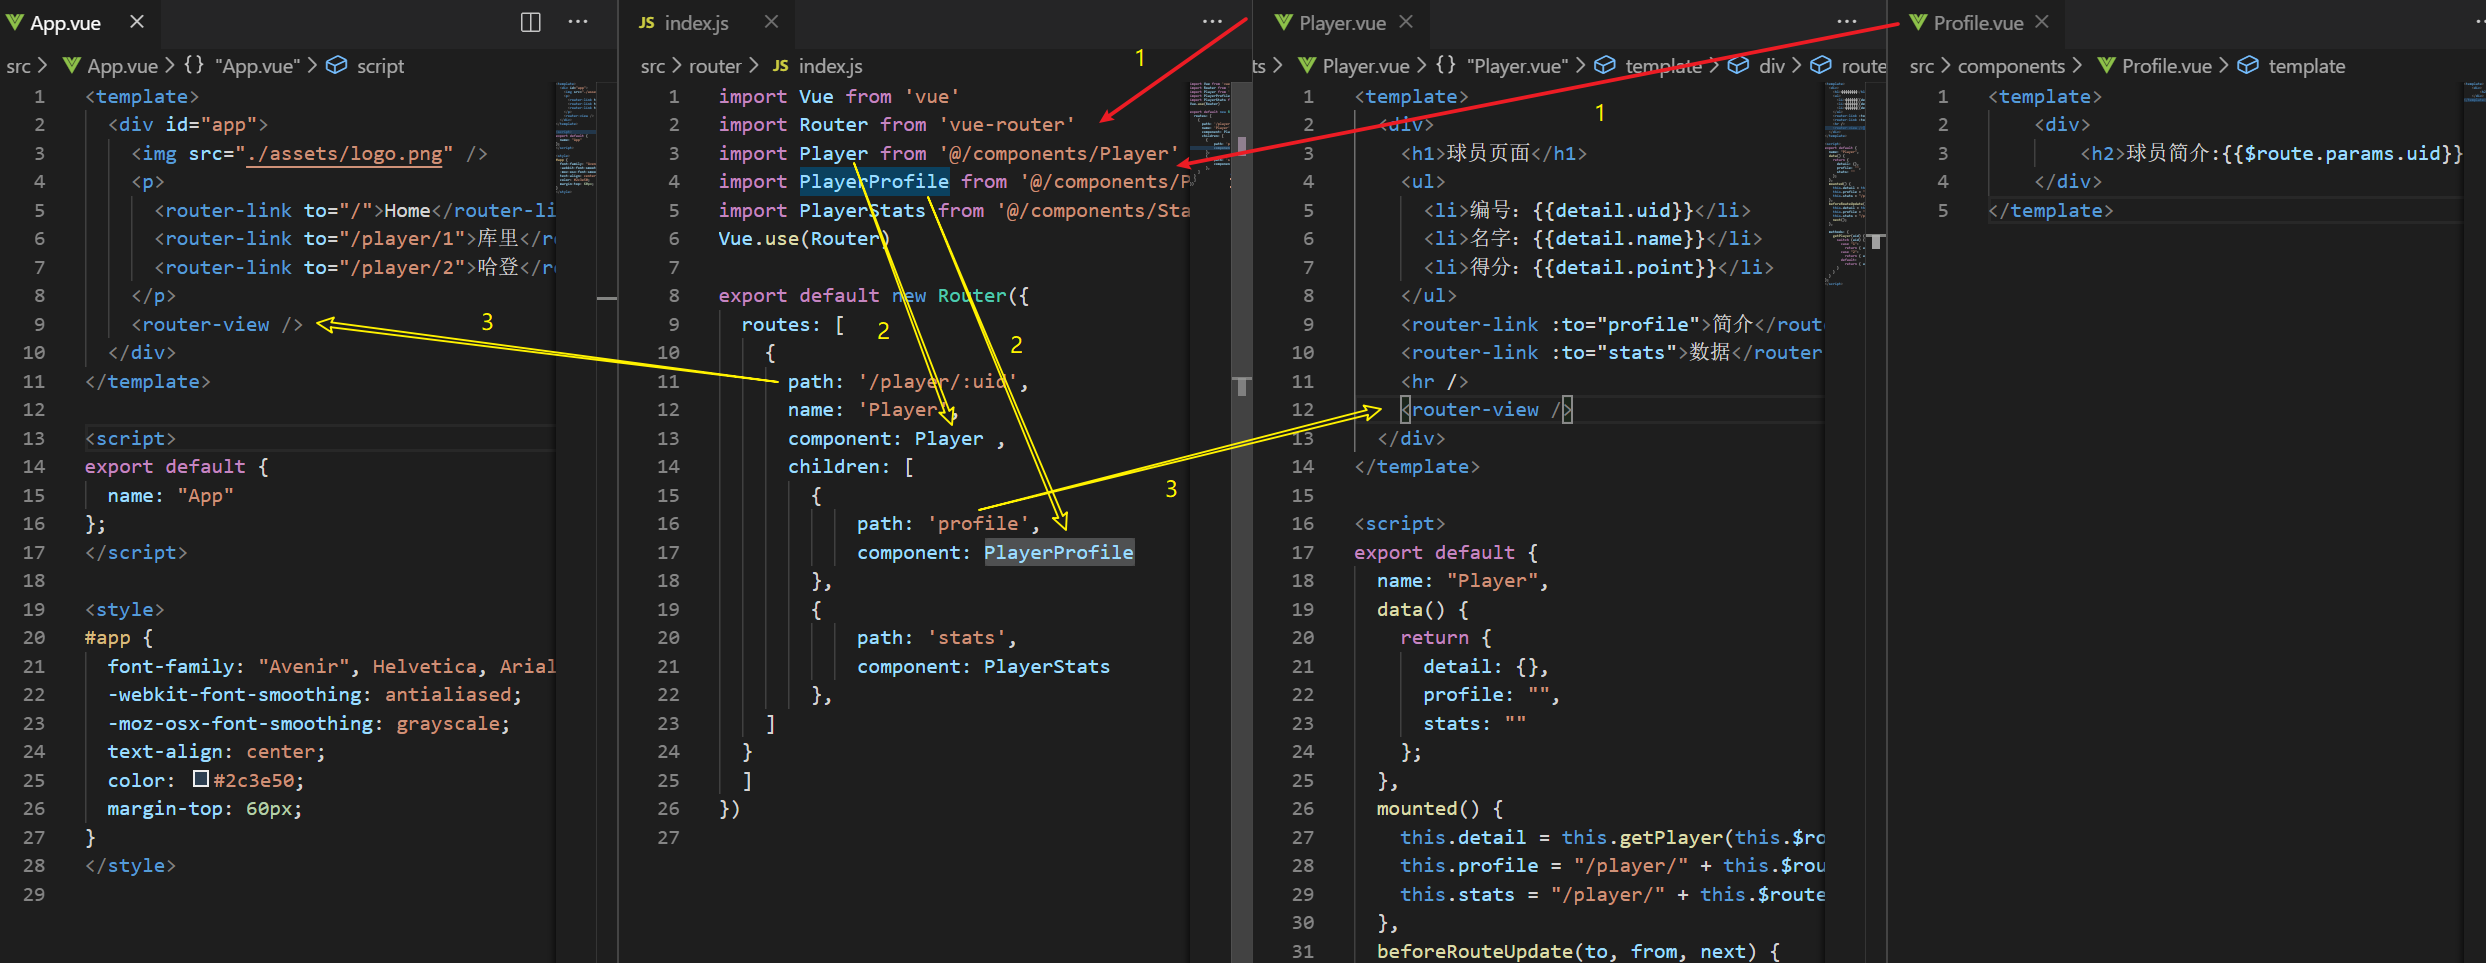 App.vue
src > App.vue > {} "App.vue" > script
1 <template>
2 <div id="app">
3 <img src="./assets/logo.png" />
4 <p>
5 <router-link to="/">Home</router-li
6 <router-link to="/player/1">库里</ro
7 <router-link to="/player/2">哈登</ro
8 </p>
9 <router-view />
10 </div>
11 </template>
12
13 <script>
14 export default {
15 name: "App"
16 };
17 </script>
18
19 <style>
20 #app {
21 font-family: "Avenir", Helvetica, Arial
22 -webkit-font-smoothing: antialiased;
23 -moz-osx-font-smoothing: grayscale;
24 text-align: center;
25 color: #2c3e50;
26 margin-top: 60px;
27 }
28 </style>
29
3
JS index.js
src > router > JS index.js
1 import Vue from 'vue'
2 import Router from 'vue-router'
3 import Player from '@/components/Player'
4 import PlayerProfile from '@/components/P
5 import PlayerStats from '@/components/Sta
6 Vue.use(Router)
7
8 export default new Router({
9 routes: [
10 {
11 path: '/player/:uid',
12 name: 'Player',
13 component: Player ,
14 children: [
15 {
16 path: 'profile',
17 component: PlayerProfile
18 },
19 {
20 path: 'stats',
21 component: PlayerStats
22 },
23 ]
24 }
25 ]
26 })
27
1
2
2
3
Player.vue
ts > Player.vue > {} "Player.vue" > template > div > route
1 <template>
2 <div>
3 <h1>球员页面</h1>
4 <ul>
5 <li>编号: {{detail.uid}}</li>
6 <li>名字: {{detail.name}}</li>
7 <li>得分: {{detail.point}}</li>
8 </ul>
9 <router-link :to="profile">简介</rout
10 <router-link :to="stats">数据</router
11 <hr />
12 <router-view />
13 </div>
14 </template>
15
16 <script>
17 export default {
18 name: "Player",
19 data() {
20 return {
21 detail: {},
22 profile: "",
23 stats: ""
24 };
25 },
26 mounted() {
27 this.detail = this.getPlayer(this.$ro
28 this.profile = "/player/" + this.$rou
29 this.stats = "/player/" + this.$route
30 },
31 beforeRouteUpdate(to, from, next) {
1
Profile.vue
src > components > Profile.vue > template
1 <template>
2 <div>
3 <h2>球员简介:{{$route.params.uid}}
4 </div>
5 </template>